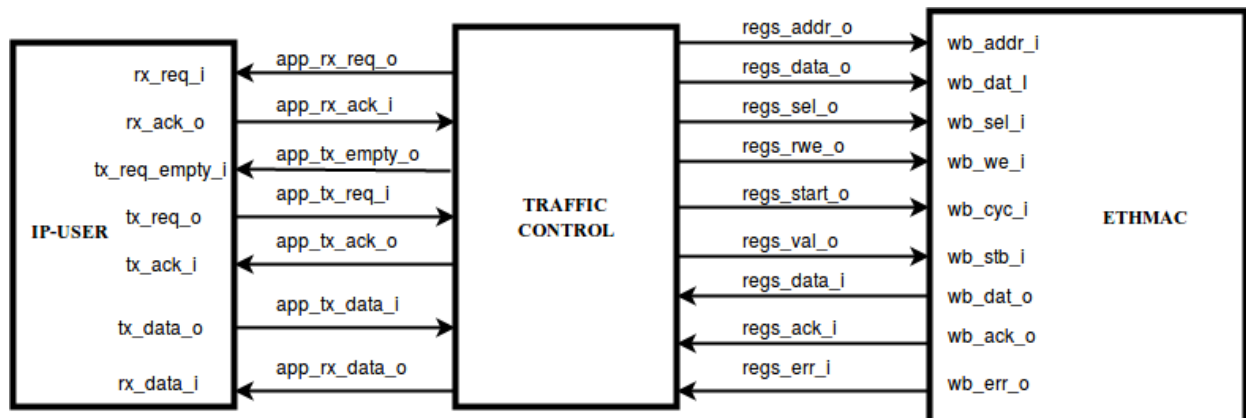 rx_req_i
rx_ack_o
tx_req_empty_i
tx_req_o
IP-USER
tx_ack_i
tx_data_o
rx_data_i
app_rx_req_o
app_rx_ack_i
app_tx_empty_o
app_tx_req_i
app_tx_ack_o
app_tx_data_i
app_rx_data_o
TRAFFIC
CONTROL
regs_addr_o
regs_data_o
regs_sel_o
regs_rwe_o
regs_start_o
regs_val_o
regs_data_i
regs_ack_i
regs_err_i
wb_addr_i
wb_dat_I
wb_sel_i
wb_we_i
wb_cyc_i
wb_stb_i
wb_dat_o
wb_ack_o
wb_err_o
ETHMAC